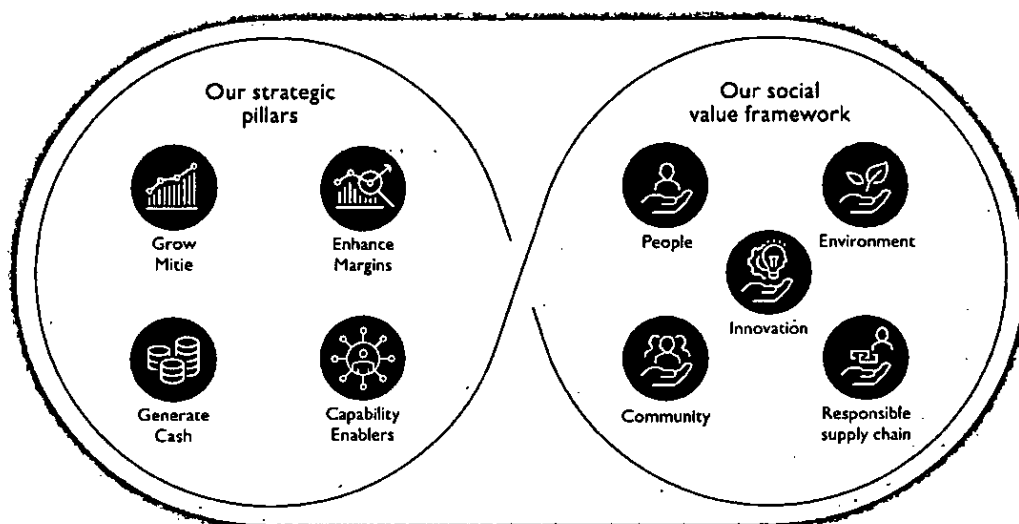 Our strategic
pillars
Grow
Mitie
Enhance
Margins
Generate
Cash
Capability
Enablers
Our social
value framework
People
Environment
Innovation
Community
Responsible
supply chain